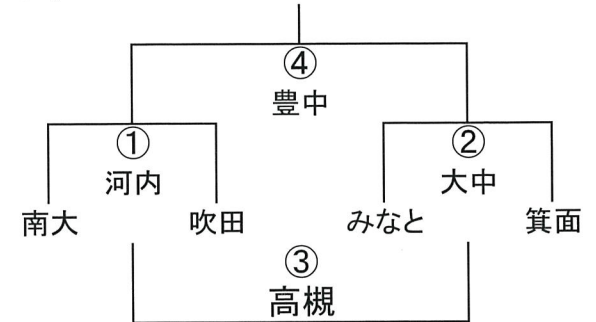 ④
豊中
①
②
河内
大中
南大
吹田
みなと
箕面
③
高槻